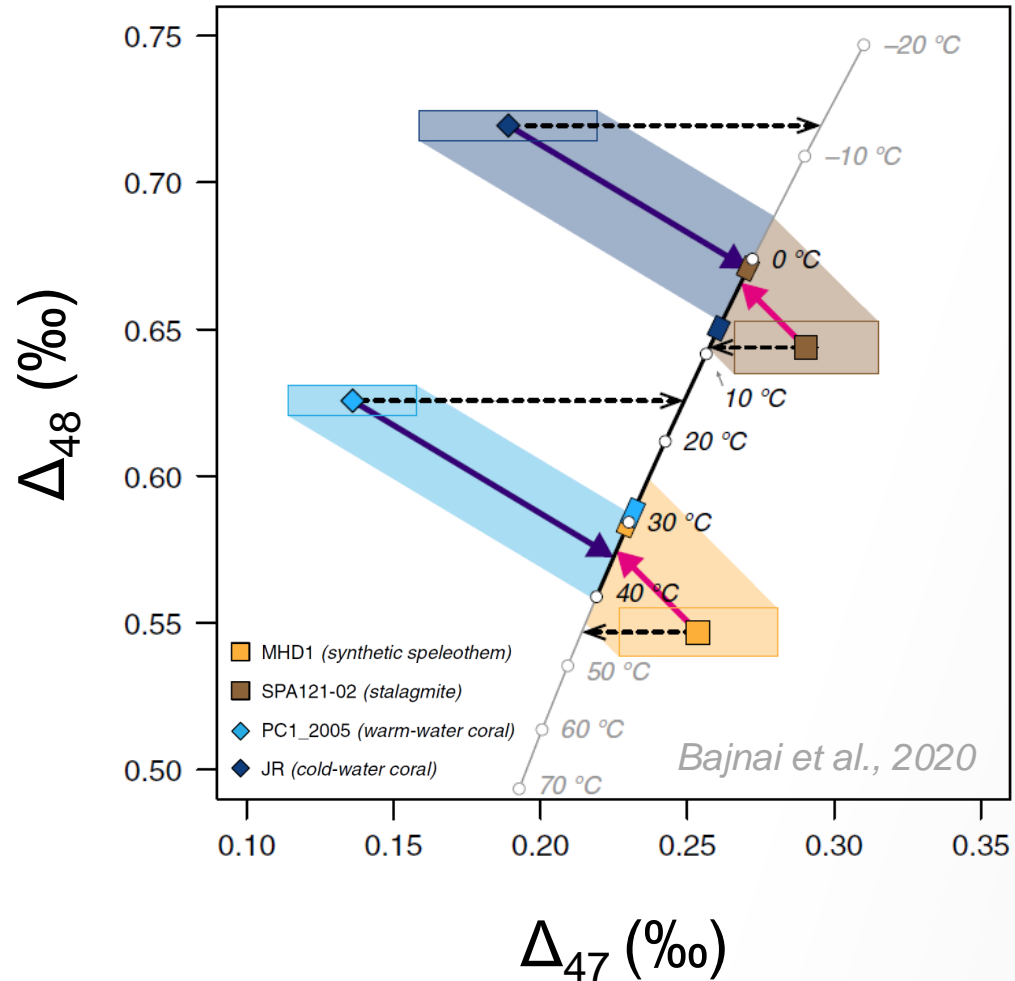 Δ48 (‰)
0.75
0.70
0.65
0.60
0.55
0.50
–20 °C
–10 °C
0 °C
10 °C
20 °C
30 °C
40 °C
50 °C
60 °C
70 °C
MHD1 (synthetic speleothem)
SPA121-02 (stalagmite)
PC1_2005 (warm-water coral)
JR (cold-water coral)
Bajnai et al., 2020
0.10 0.15 0.20 0.25 0.30 0.35
Δ47 (‰)